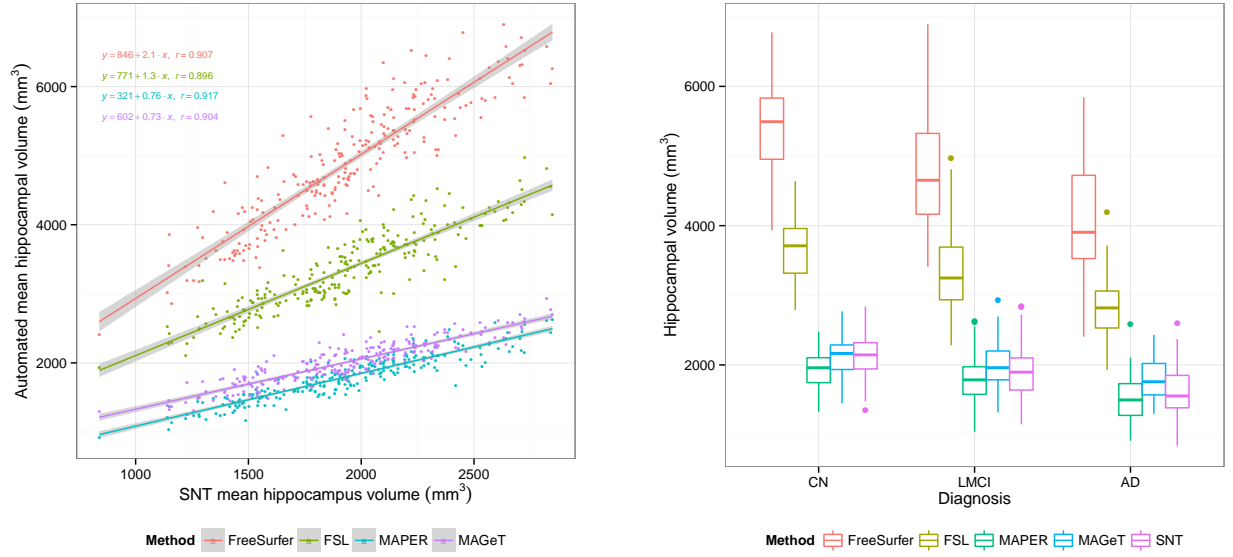 y = 846 + 2.1 · x, r = 0.907
y = 771 + 1.3 · x, r = 0.896
y = 321 + 0.76 · x, r = 0.917
y = 602 + 0.73 · x, r = 0.904
Automated mean hippocampal volume (mm³)
6000
4000
2000
1000 1500 2000 2500
SNT mean hippocampus volume (mm³)
Method FreeSurfer FSL MAPER MAGeT
Hippocampal volume (mm³)
6000
4000
2000
CN LMCI AD
Diagnosis
Method FreeSurfer FSL MAPER MAGeT SNT